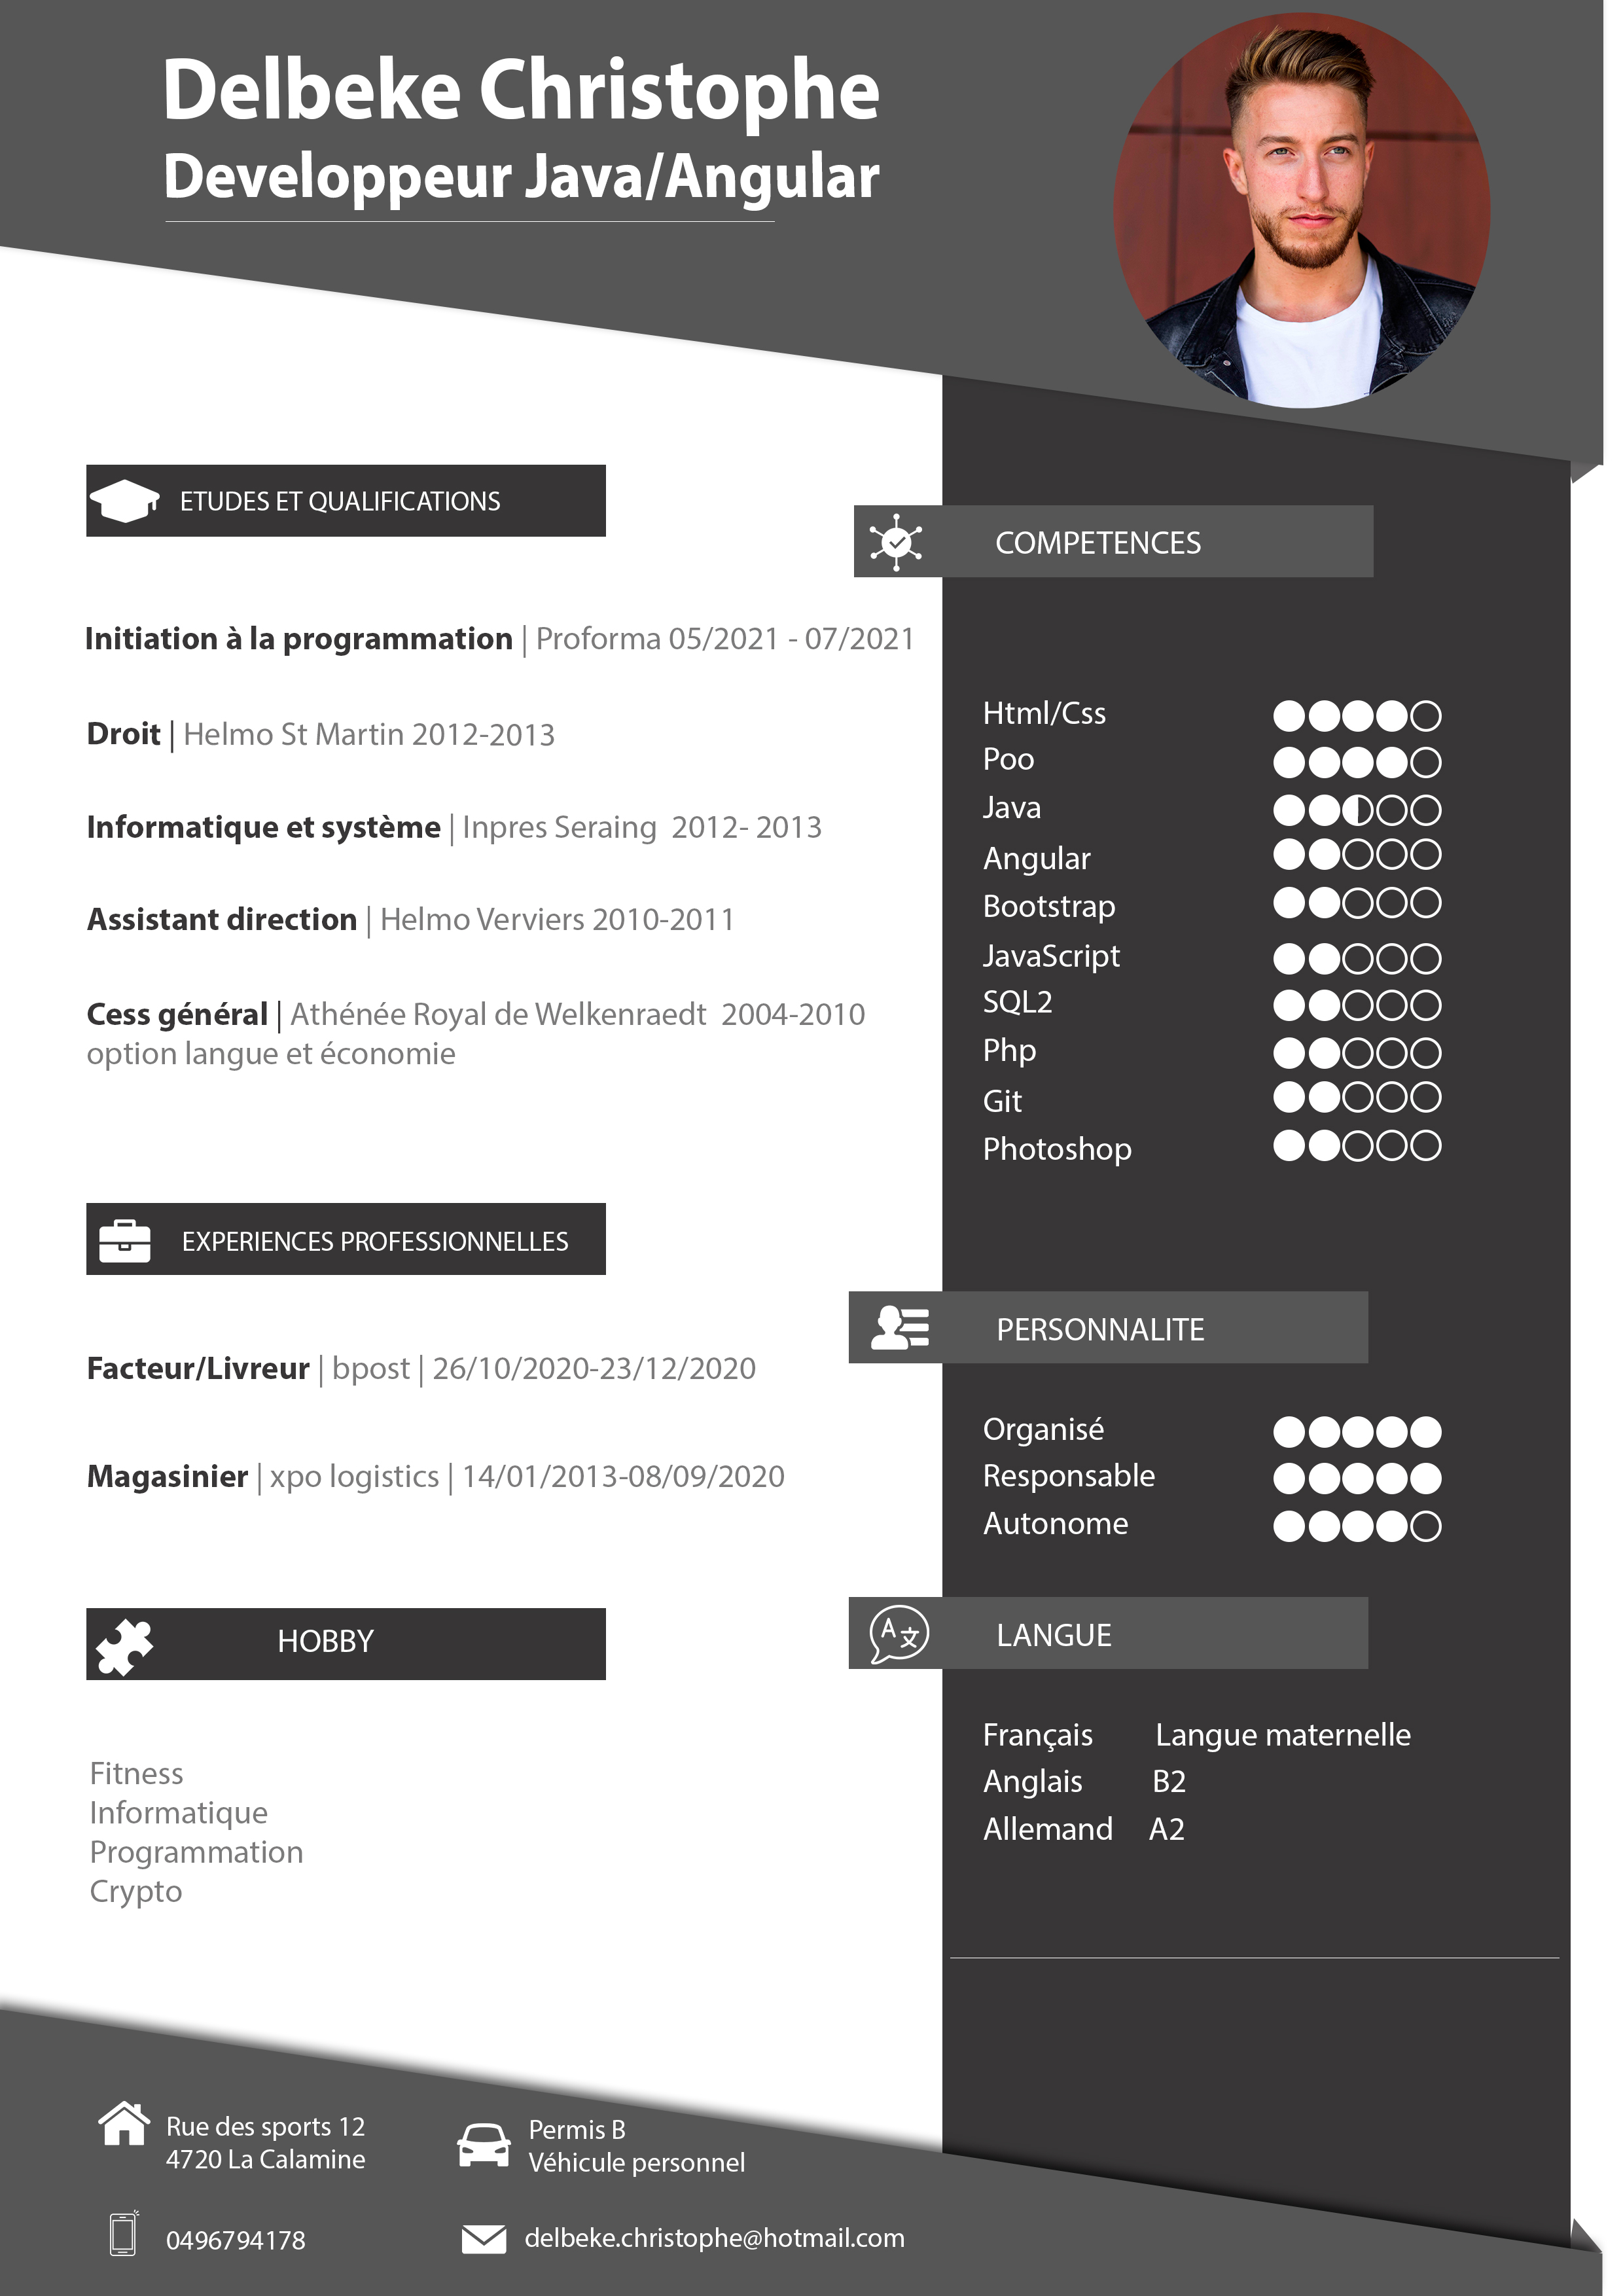 Delbeke Christophe
Developpeur Java/Angular
ETUDES ET QUALIFICATIONS
Initiation à la programmation | Proforma 05/2021 - 07/2021
Droit | Helmo St Martin 2012-2013
Informatique et système | Inpres Seraing 2012- 2013
Assistant direction | Helmo Verviers 2010-2011
Cess général | Athénée Royal de Welkenraedt 2004-2010
option langue et économie
EXPERIENCES PROFESSIONNELLES
Facteur/Livreur | bpost | 26/10/2020-23/12/2020
Magasinier | xpo logistics | 14/01/2013-08/09/2020
HOBBY
Fitness
Informatique
Programmation
Crypto
COMPETENCES
Html/Css
Poo
Java
Angular
Bootstrap
JavaScript
SQL2
Php
Git
Photoshop
PERSONNALITE
Organisé
Responsable
Autonome
LANGUE
Français Langue maternelle
Anglais B2
Allemand A2
Rue des sports 12
4720 La Calamine
Permis B
Véhicule personnel
0496794178
delbeke.christophe@hotmail.com